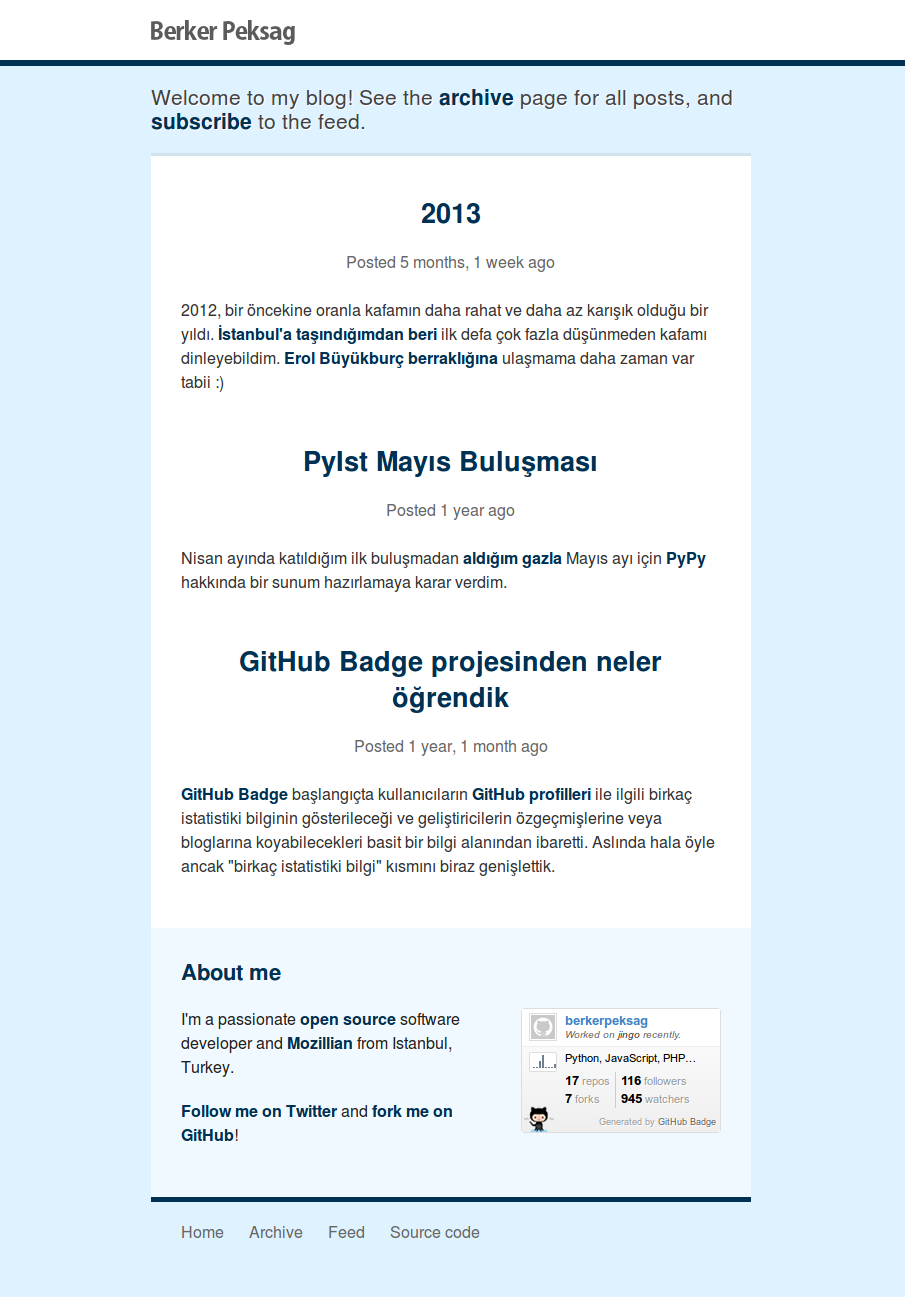 Berker Peksag
Welcome to my blog! See the archive page for all posts, and
subscribe to the feed.
2013
Posted 5 months, 1 week ago
2012, bir öncekine oranla kafamın daha rahat ve daha az karışık olduğu bir
yıldı. İstanbul'a taşındığımdan beri ilk defa çok fazla düşünmeden kafamı
dinleyebildim. Erol Büyükburç berraklığına ulaşmama daha zaman var
tabii :)
PyIst Mayıs Buluşması
Posted 1 year ago
Nisan ayında katıldığım ilk buluşmadan aldığım gazla Mayıs ayı için PyPy
hakkında bir sunum hazırlamaya karar verdim.
GitHub Badge projesinden neler
öğrendik
Posted 1 year, 1 month ago
GitHub Badge başlangıçta kullanıcıların GitHub profilleri ile ilgili birkaç
istatistiki bilginin gösterileceği ve geliştiricilerin özgeçmişlerine veya
bloglarına koyabilecekleri basit bir bilgi alanından ibaretti. Aslında hala öyle
ancak "birkaç istatistiki bilgi" kısmını biraz genişlettik.
About me
I'm a passionate open source software
developer and Mozillian from Istanbul,
Turkey.
Follow me on Twitter and fork me on
GitHub!
berkerpeksag
Worked on jingo recently.
Python, JavaScript, PHP…
17 repos 116 followers
7 forks 945 watchers
Generated by GitHub Badge
Home Archive Feed Source code